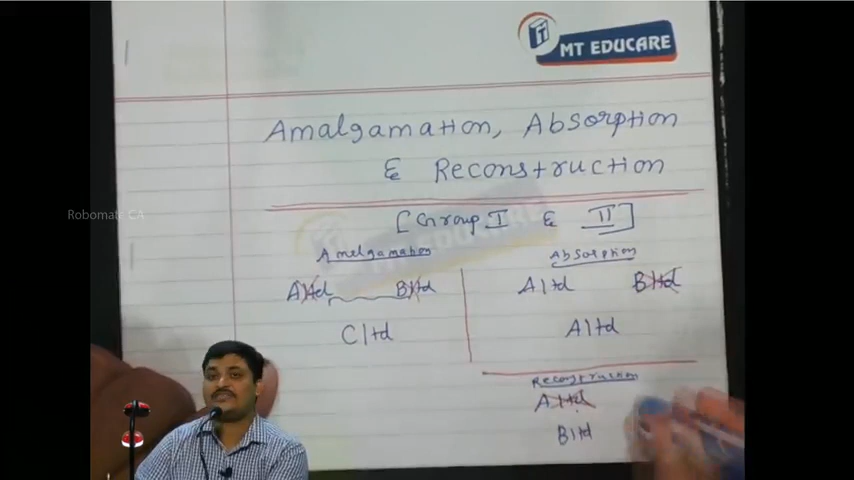 MT EDUCARE
Amalgamation, Absorption
& Reconstruction
[Group I & II]
Amalgamation
A ltd B ltd
C ltd
Absorption
A ltd B ltd
A ltd
Reconstruction
A ltd
B ltd
Robomate CA